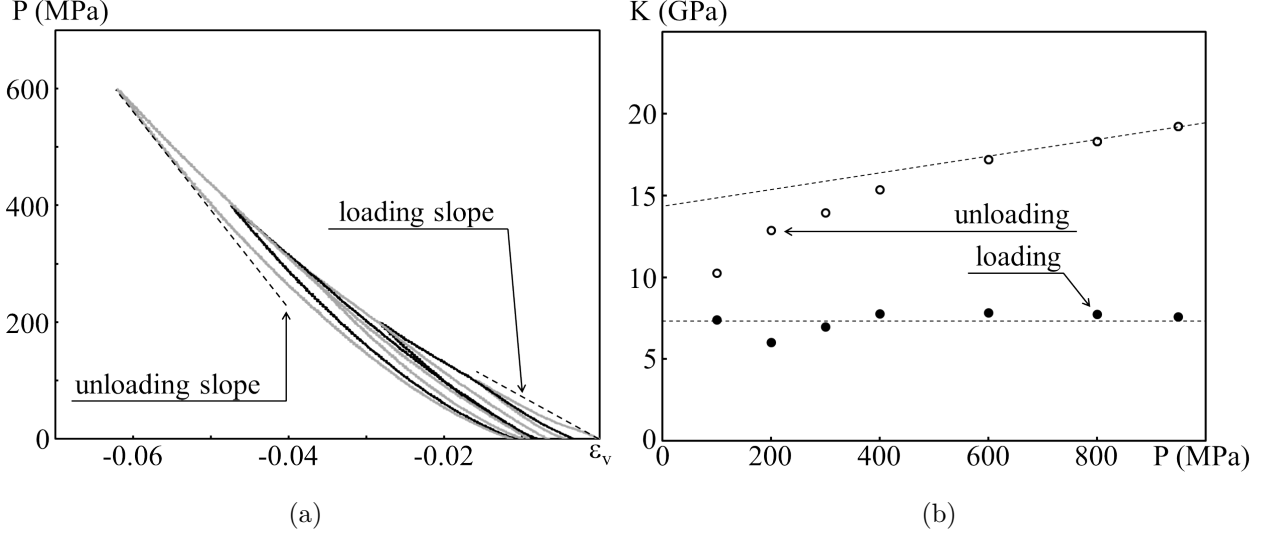 P (MPa)
600
400
200
0
-0.06
-0.04
-0.02
εv
loading slope
unloading slope
(a)
K (GPa)
20
15
10
5
0
200
400
600
800
P (MPa)
unloading
loading
(b)